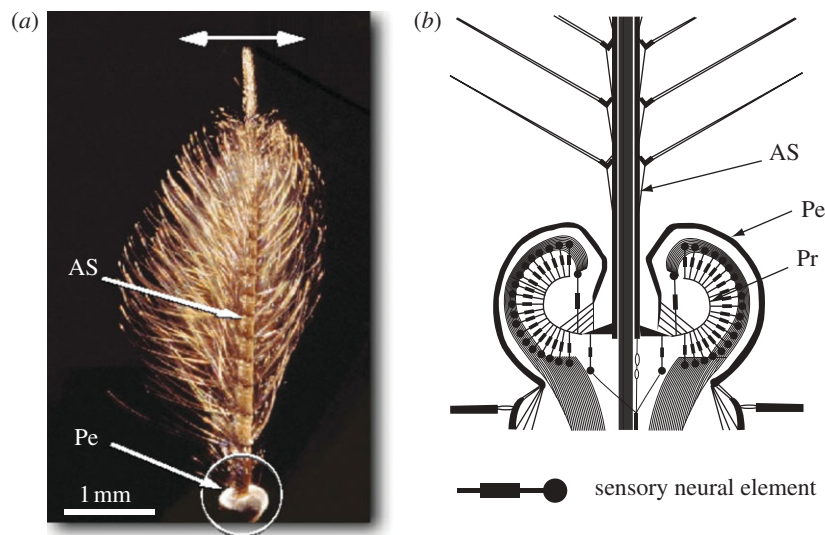 (a)
AS
Pe
1 mm
(b)
AS
Pe
Pr
sensory neural element